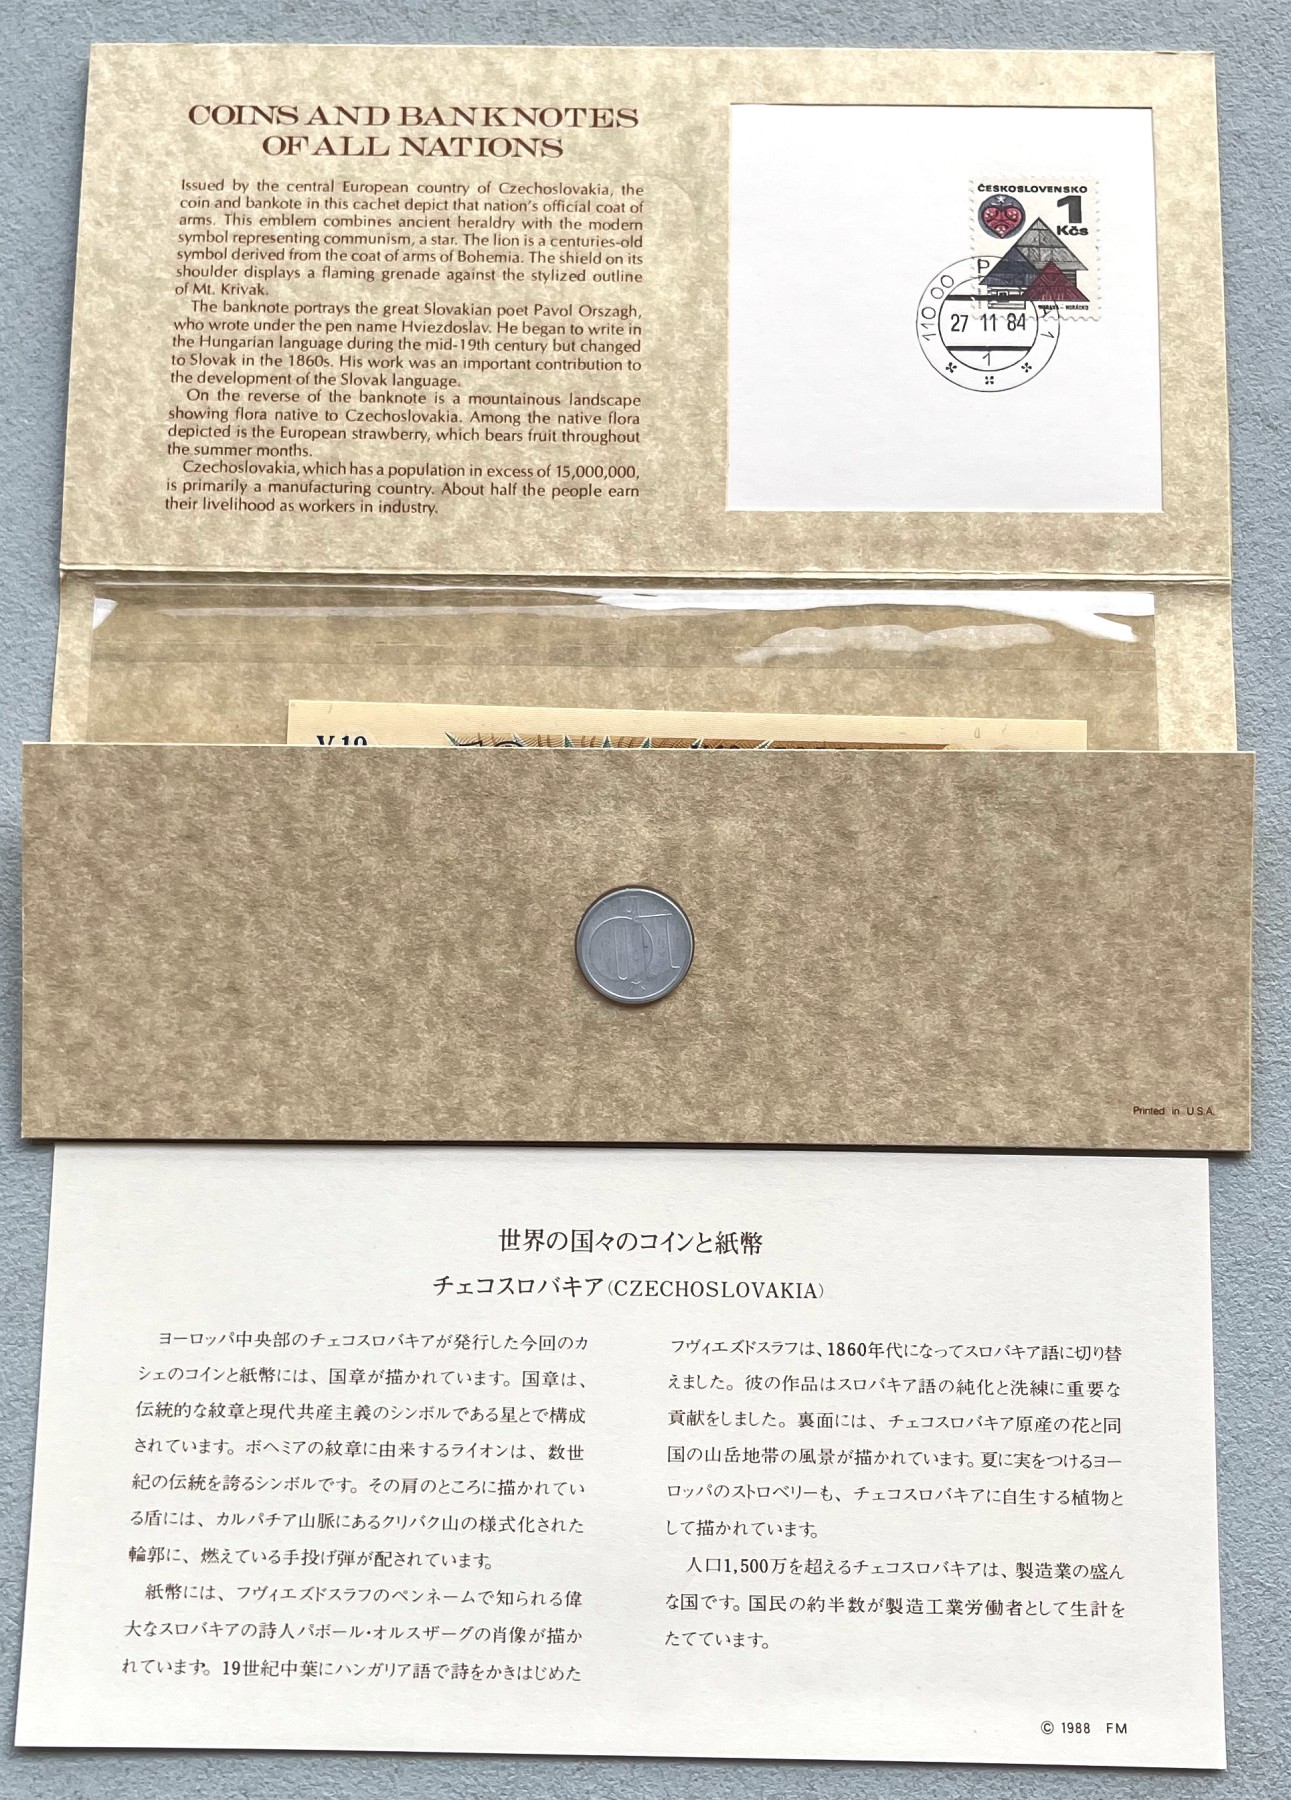 COINS AND BANKNOTES
OF ALL NATIONS
Issued by the central European country of Czechoslovakia, the
coin and bankote in this cachet depict that nation's official coat of
arms. This emblem combines ancient heraldry with the modern
symbol representing communism, a star. The lion is a centuries-old
symbol derived from the coat of arms of Bohemia. The shield on its
shoulder displays a flaming grenade against the stylized outline
of Mt. Krivak.
The banknote portrays the great Slovakian poet Pavol Orszagh,
who wrote under the pen name Hviezdoslav. He began to write in
the Hungarian language during the mid-19th century but changed
to Slovak in the 1860s. His work was an important contribution to
the development of the Slovak language.
On the reverse of the banknote is a mountainous landscape
showing flora native to Czechoslovakia. Among the native flora
depicted is the European strawberry, which bears fruit throughout
the summer months.
Czechoslovakia, which has a population in excess of 15,000,000,
is primarily a manufacturing country. About half the people earn
their livelihood as workers in industry.
ČESKOSLOVENSKO
1
Kčs
110 00 P
27 11 84
1
1
V 19
10
Printed in U.S.A.
世界の国々のコインと紙幣
チェコスロバキア(CZECHOSLOVAKIA)
ヨーロッパ中央部のチェコスロバキアが発行した今回のカ
シェのコインと紙幣には、国章が描かれています。国章は、
伝統的な紋章と現代共産主義のシンボルである星とで構成
されています。ボヘミアの紋章に由来するライオンは、数世
紀の伝統を誇るシンボルです。その肩のところに描かれてい
る盾には、カルパチア山脈にあるクリバク山の様式化された
輪郭に、燃えている手投げ弾が配されています。
紙幣には、フヴィエズドスラフのペンネームで知られる偉
大なスロバキアの詩人パボール・オルスザーグの肖像が描か
れています。19世紀中葉にハンガリア語で詩をかきはじめた
フヴィエズドスラフは、1860年代になってスロバキア語に切り替
えました。彼の作品はスロバキア語の純化と洗練に重要な
貢献をしました。裏面には、チェコスロバキア原産の花と同
国の山岳地帯の風景が描かれています。夏に実をつけるヨー
ロッパのストロベリーも、チェコスロバキアに自生する植物と
して描かれています。
人口1,500万を超えるチェコスロバキアは、製造業の盛ん
な国です。国民の約半数が製造工業労働者として生計を
たてています。
© 1988 FM